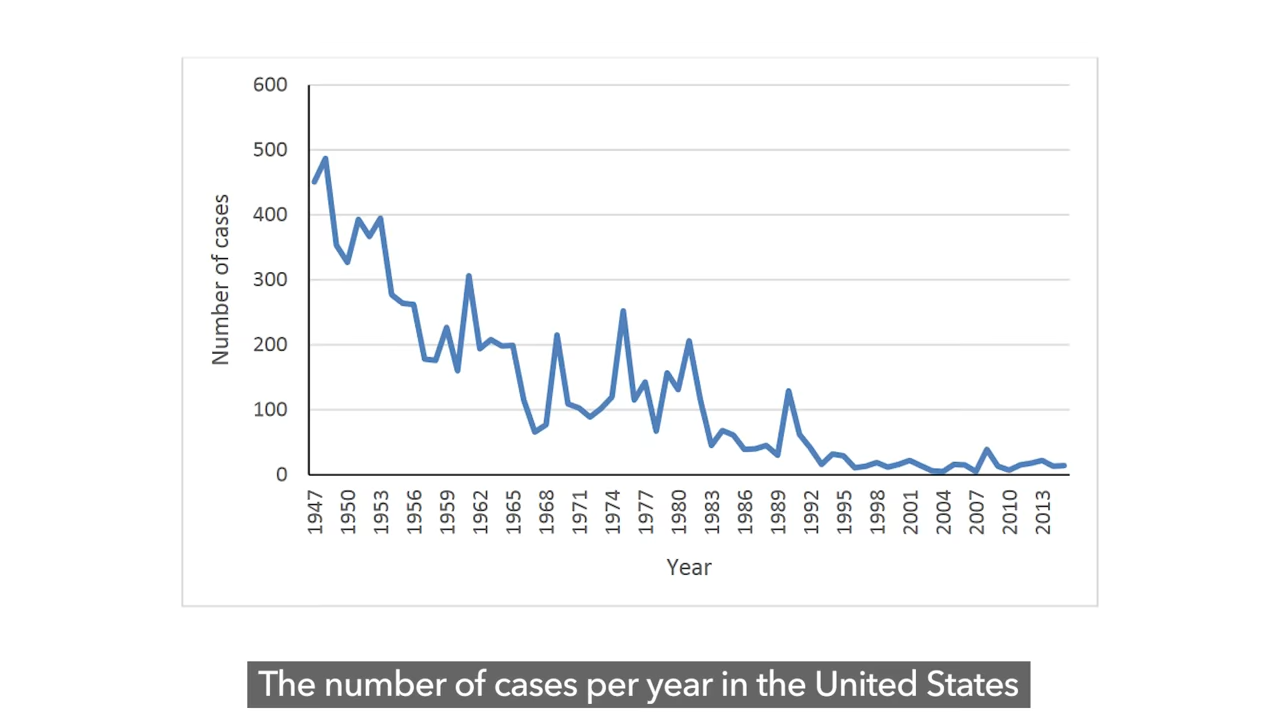 600
500
400
300
200
100
0
Number of cases
1947 1950 1953 1956 1959 1962 1965 1968 1971 1974 1977 1980 1983 1986 1989 1992 1995 1998 2001 2004 2007 2010 2013
Year
The number of cases per year in the United States